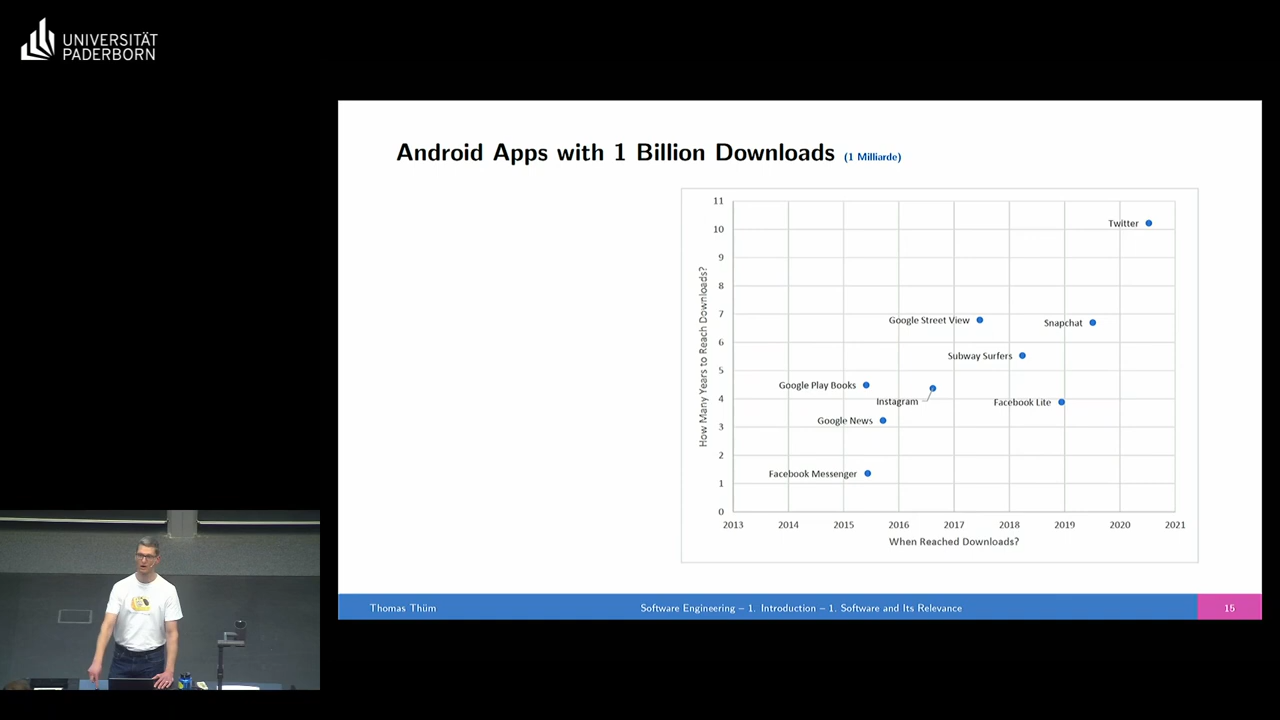 UNIVERSITÄT
PADERBORN
Android Apps with 1 Billion Downloads (1 Milliarde)
11
10
9
8
7
6
5
4
3
2
1
0
How Many Years to Reach Downloads?
Twitter
Google Street View
Snapchat
Subway Surfers
Google Play Books
Instagram
Facebook Lite
Google News
Facebook Messenger
2013 2014 2015 2016 2017 2018 2019 2020 2021
When Reached Downloads?
Thomas Thüm Software Engineering – 1. Introduction – 1. Software and Its Relevance 15